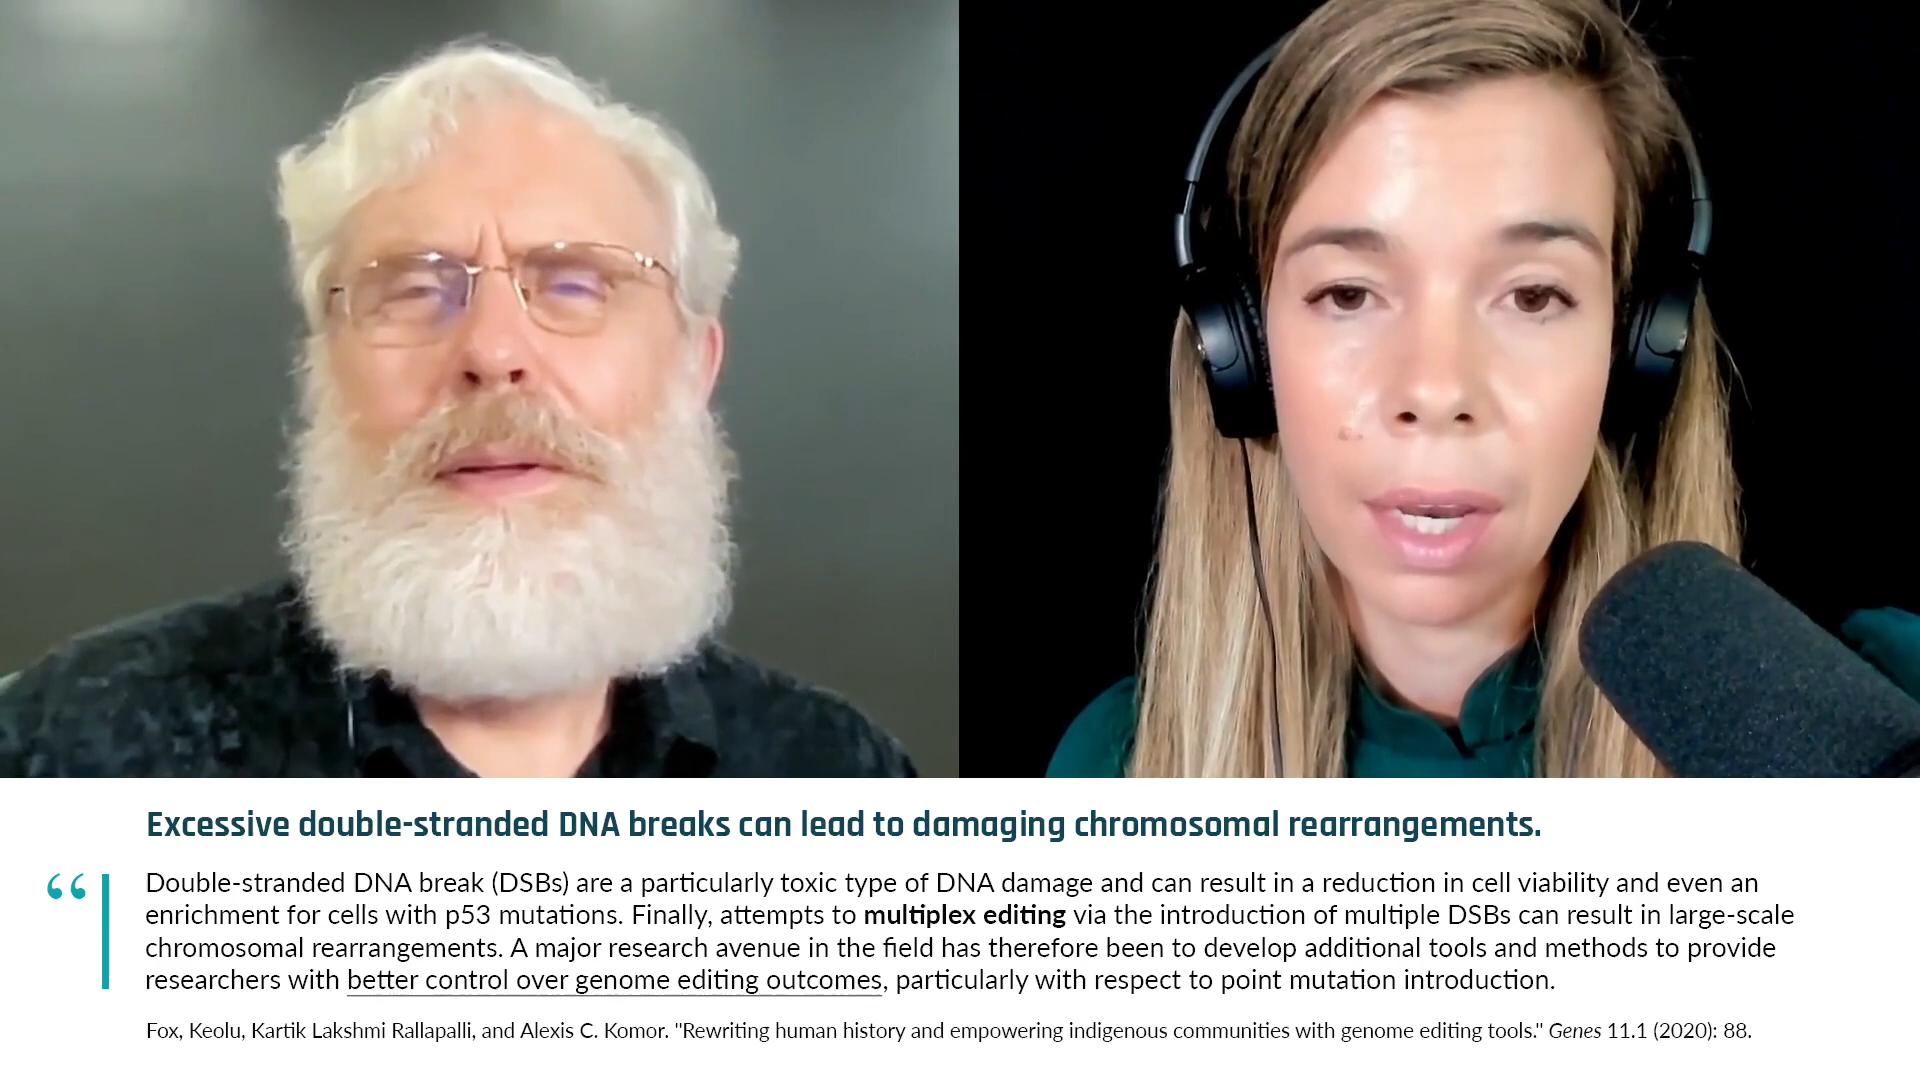 Excessive double-stranded DNA breaks can lead to damaging chromosomal rearrangements.
“
Double-stranded DNA break (DSBs) are a particularly toxic type of DNA damage and can result in a reduction in cell viability and even an
enrichment for cells with p53 mutations. Finally, attempts to multiplex editing via the introduction of multiple DSBs can result in large-scale
chromosomal rearrangements. A major research avenue in the field has therefore been to develop additional tools and methods to provide
researchers with better control over genome editing outcomes, particularly with respect to point mutation introduction.
Fox, Keolu, Kartik Lakshmi Rallapalli, and Alexis C. Komor. "Rewriting human history and empowering indigenous communities with genome editing tools." Genes 11.1 (2020): 88.